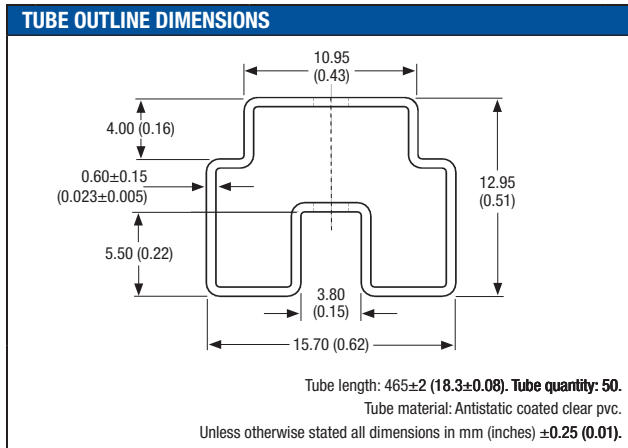 TUBE OUTLINE DIMENSIONS
10.95
(0.43)
4.00 (0.16)
0.60±0.15
(0.023±0.005)
12.95
(0.51)
5.50 (0.22)
3.80
(0.15)
15.70 (0.62)
Tube length: 465±2 (18.3±0.08). Tube quantity: 50.
Tube material: Antistatic coated clear pvc.
Unless otherwise stated all dimensions in mm (inches) ±0.25 (0.01).